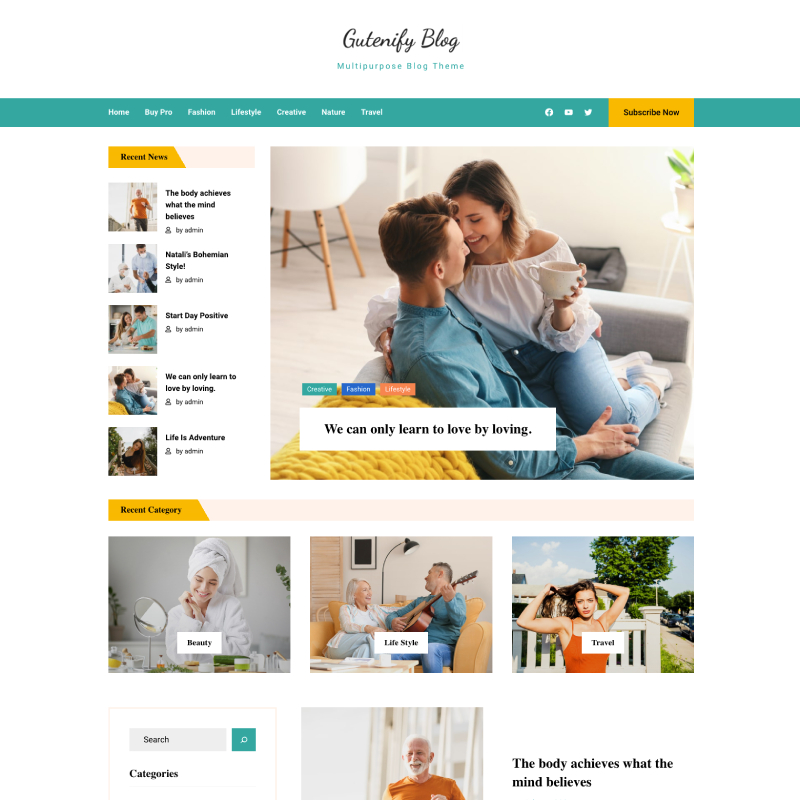 Gutenify Blog
Multipurpose Blog Theme
Home Buy Pro Fashion Lifestyle Creative Nature Travel Subscribe Now
Recent News
The body achieves
what the mind
believes
by admin
Natali's Bohemian
Style!
by admin
Start Day Positive
by admin
We can only learn to
love by loving.
by admin
Life Is Adventure
by admin
Creative Fashion Lifestyle
We can only learn to love by loving.
Recent Category
Beauty
Life Style
Travel
Search
Categories
The body achieves what the
mind believes